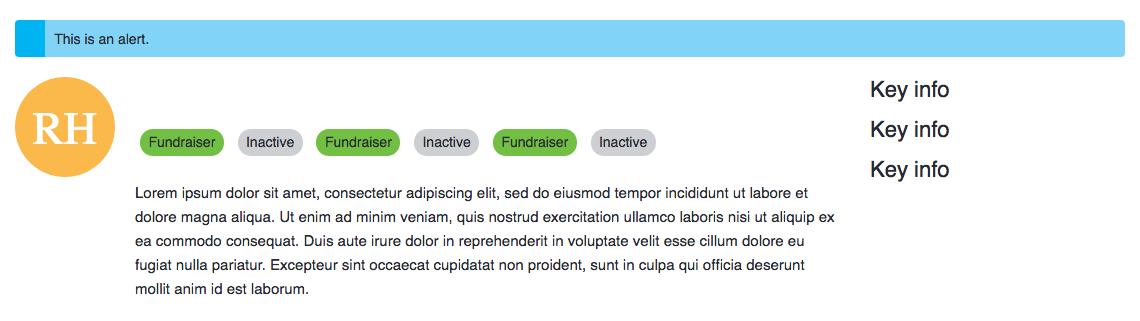 This is an alert.
RH
Fundraiser Inactive Fundraiser Inactive Fundraiser Inactive
Lorem ipsum dolor sit amet, consectetur adipiscing elit, sed do eiusmod tempor incididunt ut labore et
dolore magna aliqua. Ut enim ad minim veniam, quis nostrud exercitation ullamco laboris nisi ut aliquip ex
ea commodo consequat. Duis aute irure dolor in reprehenderit in voluptate velit esse cillum dolore eu
fugiat nulla pariatur. Excepteur sint occaecat cupidatat non proident, sunt in culpa qui officia deserunt
mollit anim id est laborum.
Key info
Key info
Key info